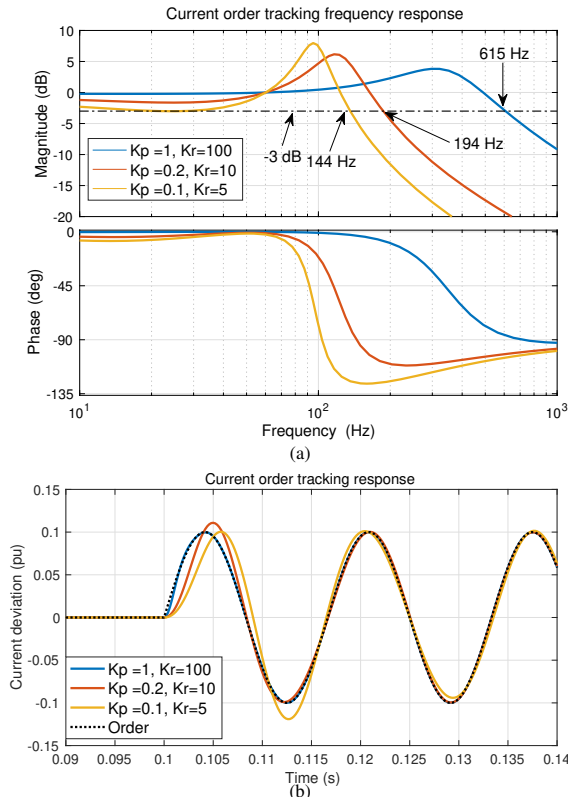 Current order tracking frequency response
10
5
0
-5
-10
-15
-20
Magnitude (dB)
615 Hz
-3 dB
144 Hz
194 Hz
Kp =1, Kr=100
Kp =0.2, Kr=10
Kp =0.1, Kr=5
0
-45
-90
-135
Phase (deg)
10^1
10^2
10^3
Frequency (Hz)
(a)
Current order tracking response
0.15
0.1
0.05
0
-0.05
-0.1
-0.15
Current deviation (pu)
Kp =1, Kr=100
Kp =0.2, Kr=10
Kp =0.1, Kr=5
Order
0.09 0.095 0.1 0.105 0.11 0.115 0.12 0.125 0.13 0.135 0.14
Time (s)
(b)